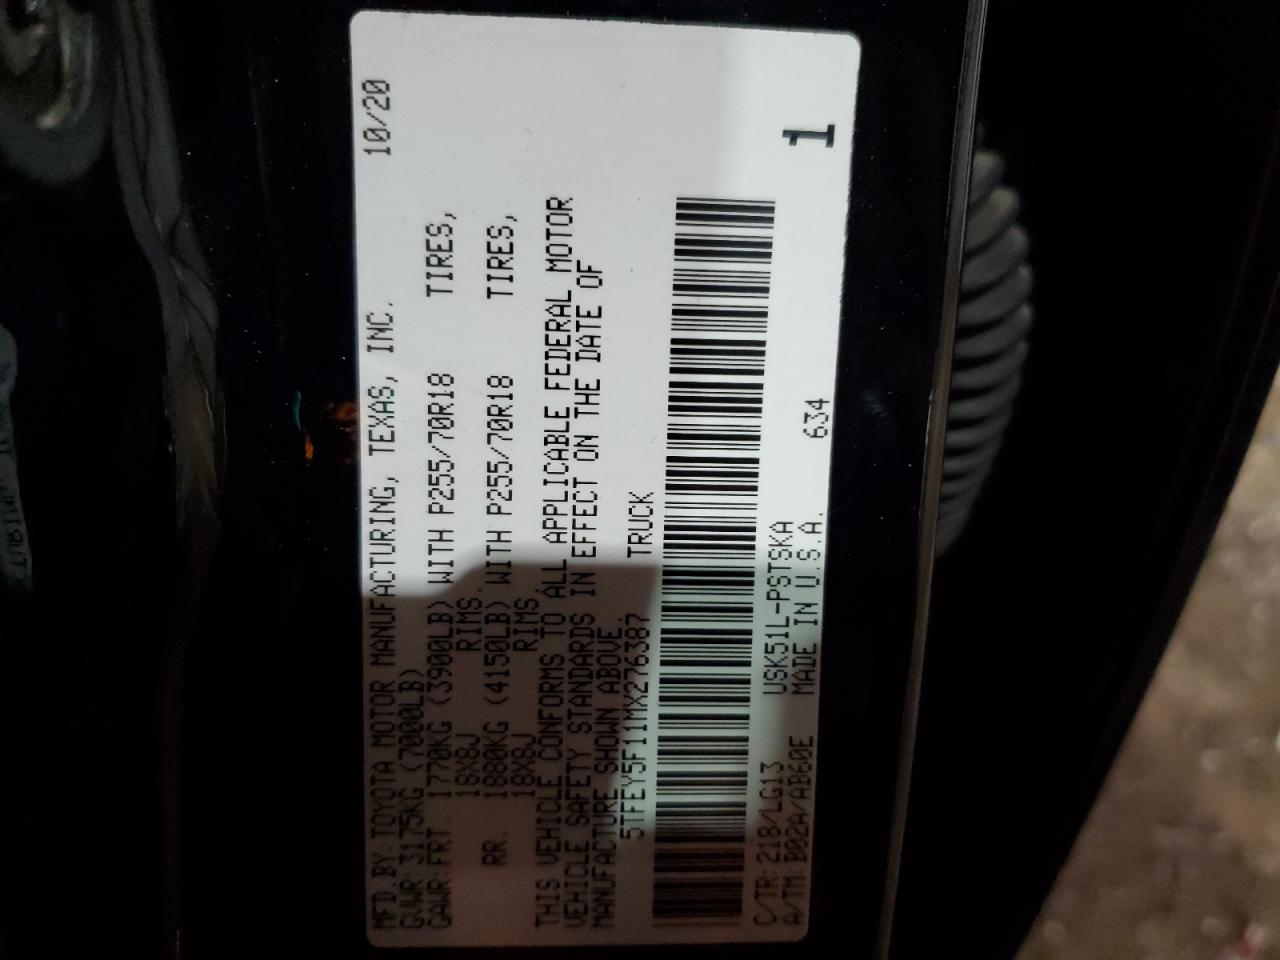 MFD.BY:TOYOTA MOTOR MANUFACTURING, TEXAS, INC. 10/20
GVWR:3175KG(7000LB)
GAWR:FRT 1770KG(3900LB)WITH P255/70R18 TIRES,
18X8J RIMS.
RR. 1880KG(4150LB)WITH P255/70R18 TIRES,
18X8J RIMS.
THIS VEHICLE CONFORMS TO ALL APPLICABLE FEDERAL MOTOR
VEHICLE SAFETY STANDARDS IN EFFECT ON THE DATE OF
MANUFACTURE SHOWN ABOVE.
5TFEY5F11MX276387 TRUCK
C/TR:218/LG13 USK51L-PSTSKA
A/TM B02A/AB60E MADE IN U.S.A. 634
1